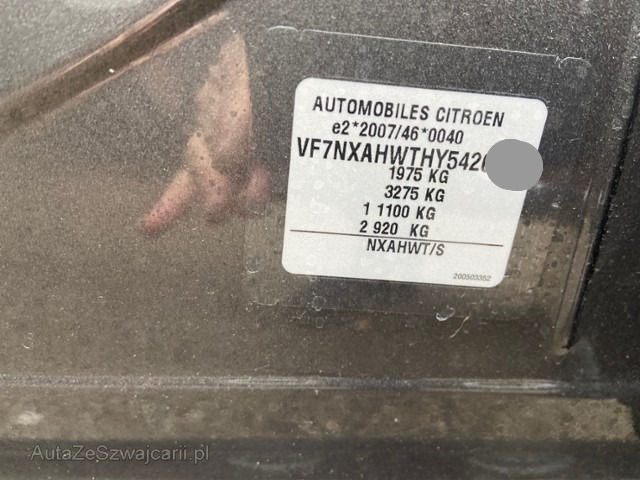 AUTOMOBILES CITROEN
e2*2007/46*0040
VF7NXAHWTHY542
1975 KG
3275 KG
1 1100 KG
2 920 KG
NXAHWT/S
200503352
AutaZeSzwajcarii.pl